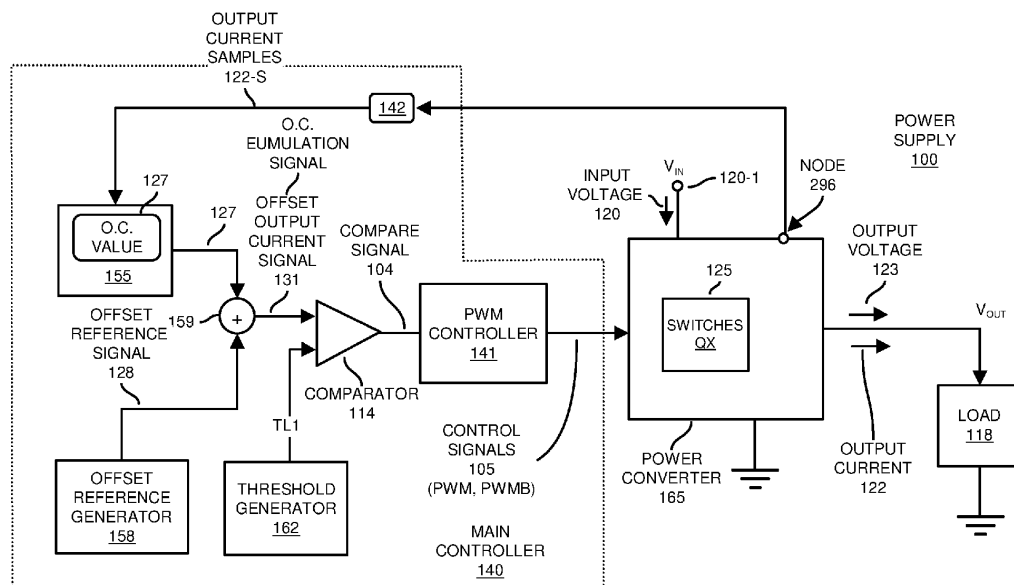 OUTPUT
CURRENT
SAMPLES
122-S
142
O.C.
EUMULATION
SIGNAL
POWER
SUPPLY
100
NODE
296
VIN
120-1
INPUT
VOLTAGE
120
127
O.C.
VALUE
155
127
OFFSET
OUTPUT
CURRENT
SIGNAL
131
COMPARE
SIGNAL
104
OUTPUT
VOLTAGE
123
125
SWITCHES
QX
VOUT
OFFSET
REFERENCE
SIGNAL
128
159
+
PWM
CONTROLLER
141
COMPARATOR
114
TL1
CONTROL
SIGNALS
105
(PWM, PWMB)
POWER
CONVERTER
165
OUTPUT
CURRENT
122
LOAD
118
OFFSET
REFERENCE
GENERATOR
158
THRESHOLD
GENERATOR
162
MAIN
CONTROLLER
140